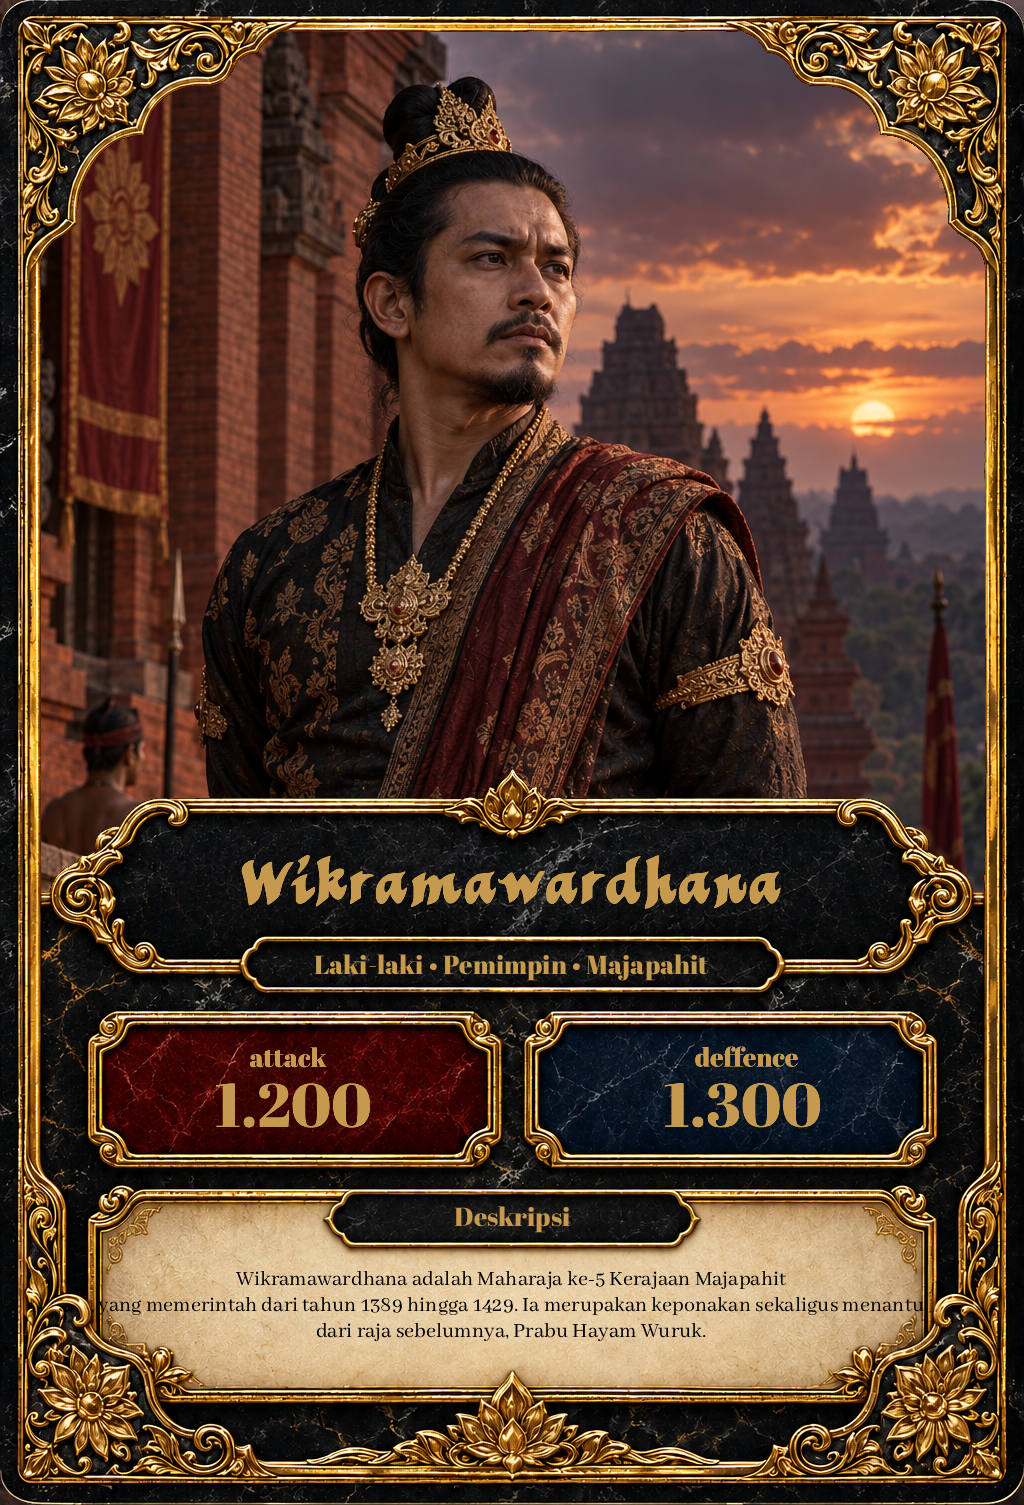 Wikramawardhana
Laki-laki • Pemimpin • Majapahit
attack
1.200
deffence
1.300
Deskripsi
Wikramawardhana adalah Maharaja ke-5 Kerajaan Majapahit
yang memerintah dari tahun 1389 hingga 1429. Ia merupakan keponakan sekaligus menantu
dari raja sebelumnya, Prabu Hayam Wuruk.